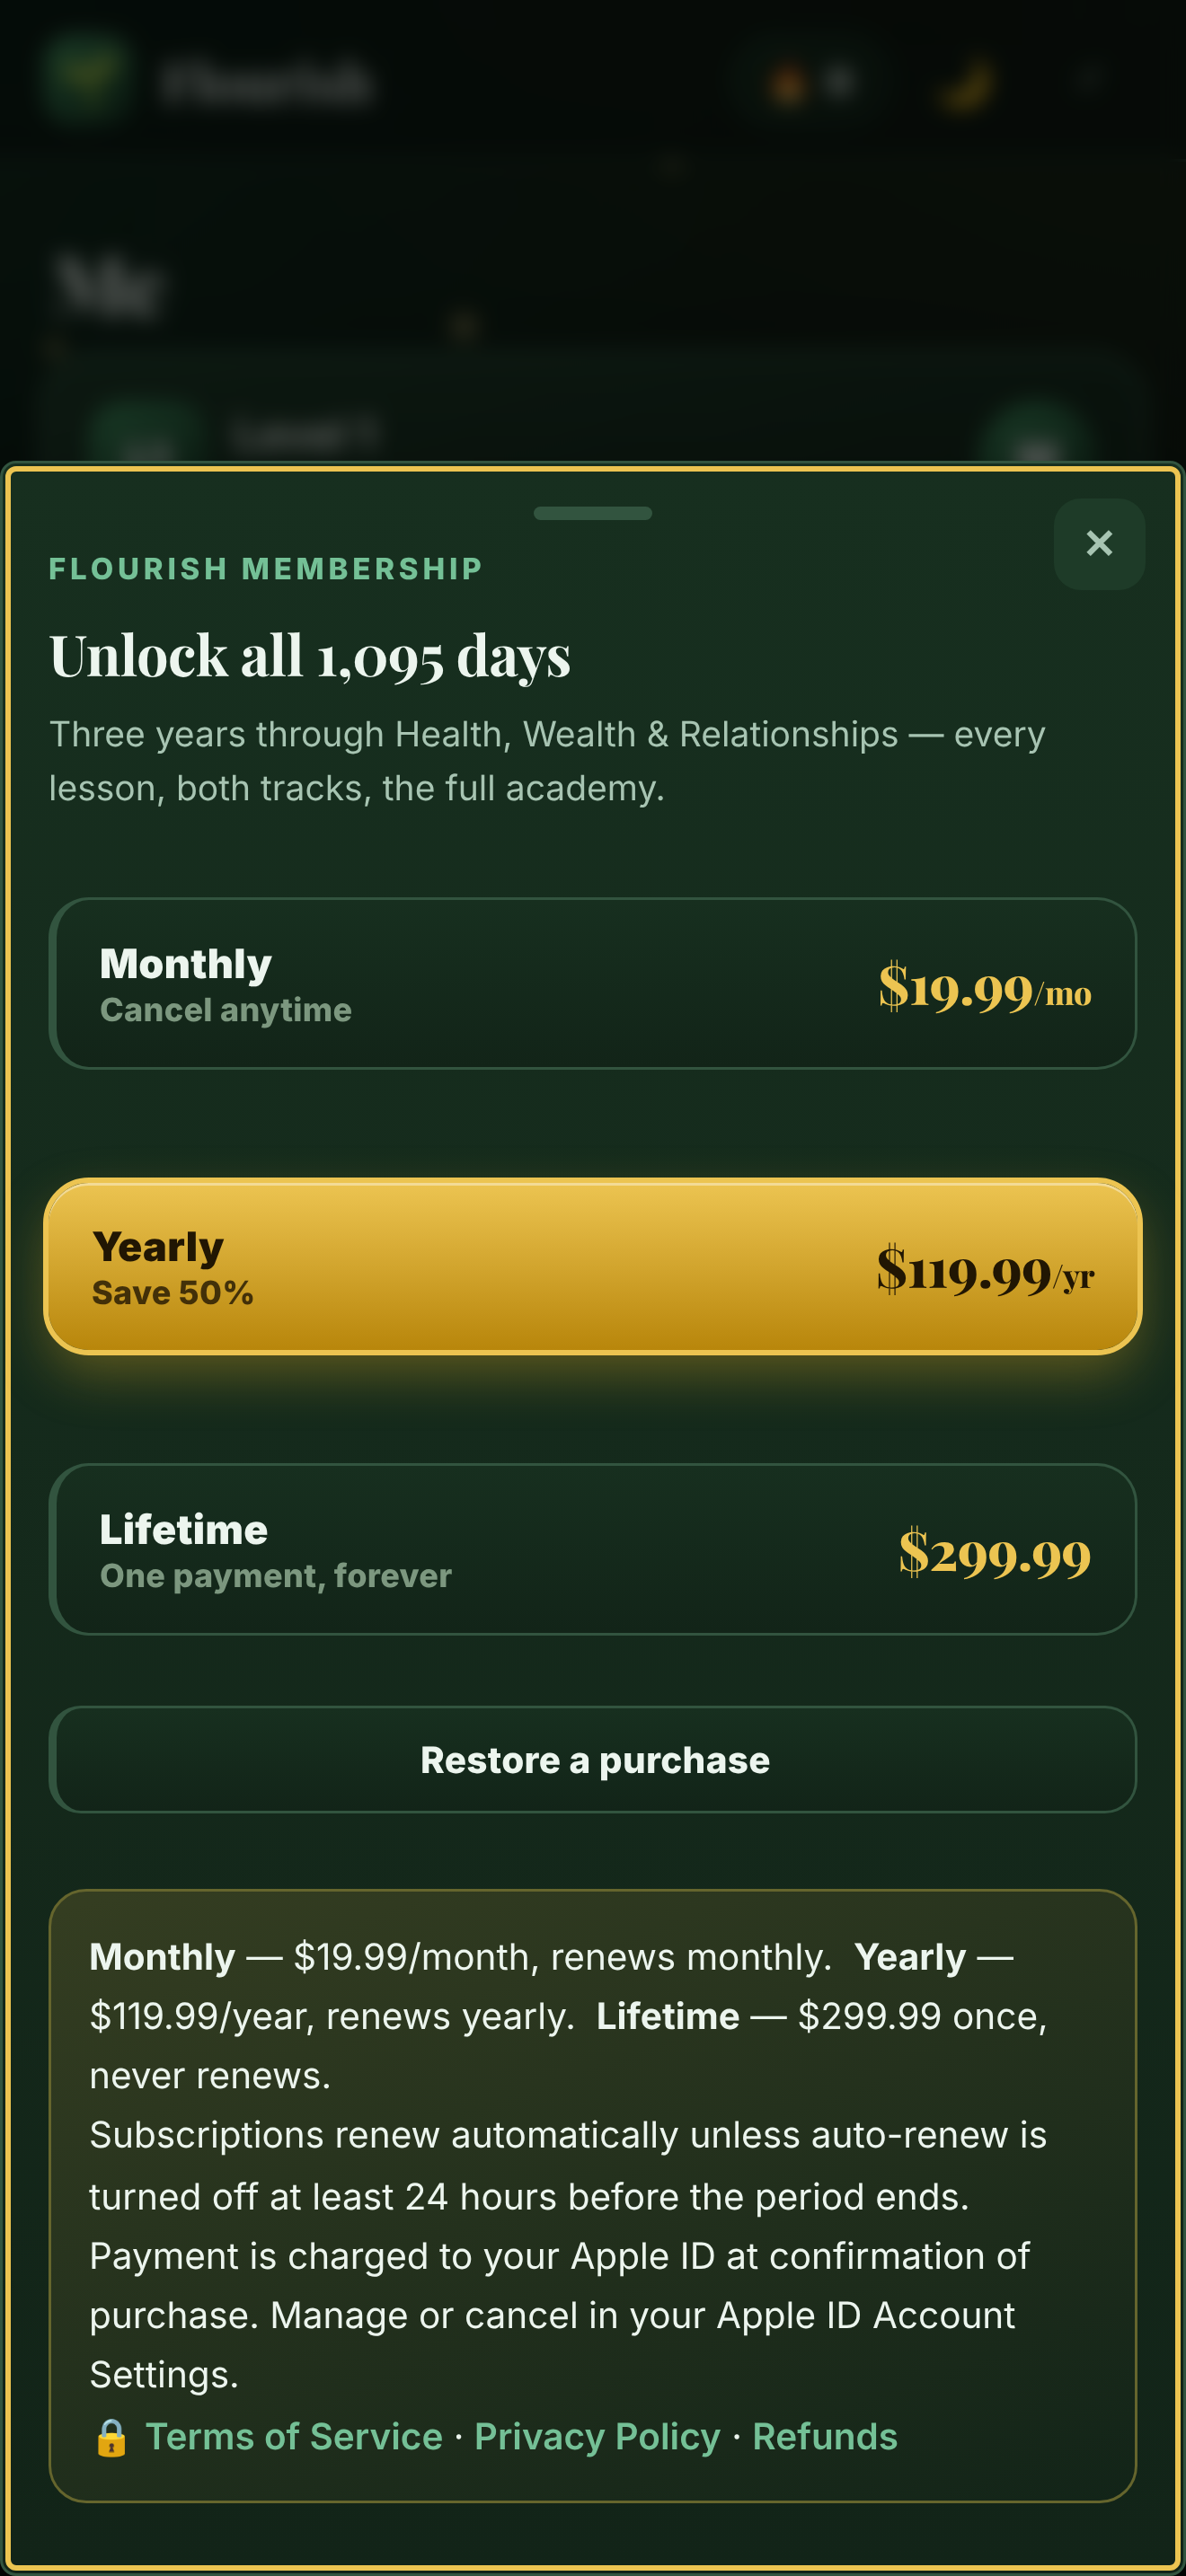 Flourish
Me
Level 1
FLOURISH MEMBERSHIP
✕
Unlock all 1,095 days
Three years through Health, Wealth & Relationships — every
lesson, both tracks, the full academy.
Monthly
Cancel anytime
$19.99/mo
Yearly
Save 50%
$119.99/yr
Lifetime
One payment, forever
$299.99
Restore a purchase
Monthly — $19.99/month, renews monthly. Yearly —
$119.99/year, renews yearly. Lifetime — $299.99 once,
never renews.
Subscriptions renew automatically unless auto-renew is
turned off at least 24 hours before the period ends.
Payment is charged to your Apple ID at confirmation of
purchase. Manage or cancel in your Apple ID Account
Settings.
🔒 Terms of Service · Privacy Policy · Refunds